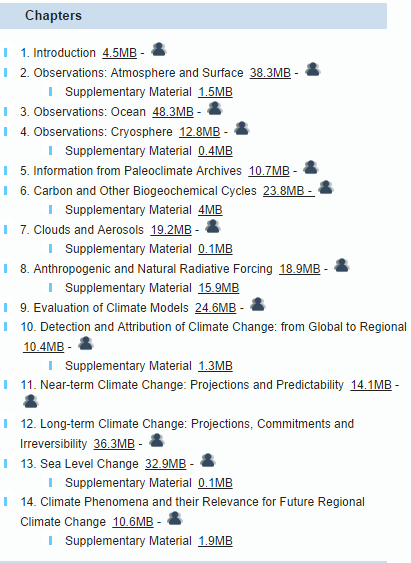 Chapters
1. Introduction 4.5MB -
2. Observations: Atmosphere and Surface 38.3MB -
Supplementary Material 1.5MB
3. Observations: Ocean 48.3MB -
4. Observations: Cryosphere 12.8MB -
Supplementary Material 0.4MB
5. Information from Paleoclimate Archives 10.7MB -
6. Carbon and Other Biogeochemical Cycles 23.8MB -
Supplementary Material 4MB
7. Clouds and Aerosols 19.2MB -
Supplementary Material 0.1MB
8. Anthropogenic and Natural Radiative Forcing 18.9MB -
Supplementary Material 15.9MB
9. Evaluation of Climate Models 24.6MB -
10. Detection and Attribution of Climate Change: from Global to Regional
10.4MB -
Supplementary Material 1.3MB
11. Near-term Climate Change: Projections and Predictability 14.1MB -
12. Long-term Climate Change: Projections, Commitments and
Irreversibility 36.3MB -
13. Sea Level Change 32.9MB -
Supplementary Material 0.1MB
14. Climate Phenomena and their Relevance for Future Regional
Climate Change 10.6MB -
Supplementary Material 1.9MB